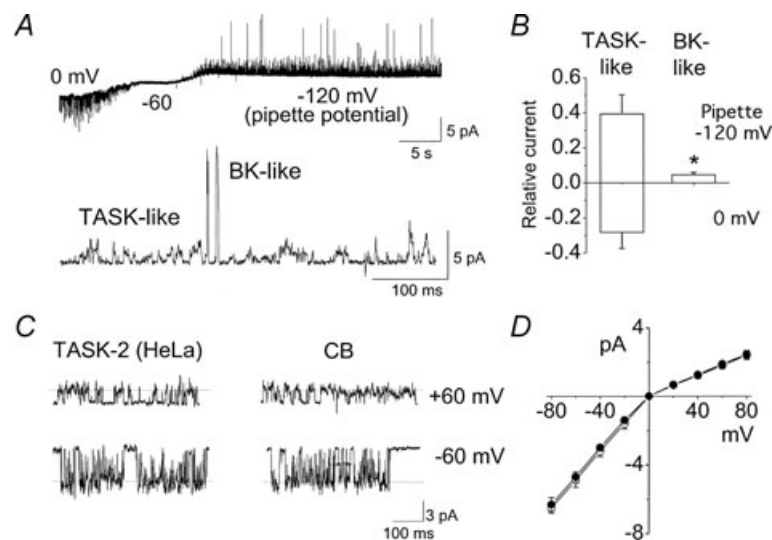 A
0 mV
-60
-120 mV
(pipette potential)
5 pA
5 s
BK-like
TASK-like
5 pA
100 ms
B
TASK- BK-
like like
Relative current
0.6
0.4
0.2
0.0
-0.2
-0.4
Pipette
-120 mV
*
0 mV
C
TASK-2 (HeLa)
CB
+60 mV
-60 mV
3 pA
100 ms
D
pA
4
-80 -40 40 80
mV
-4
-8